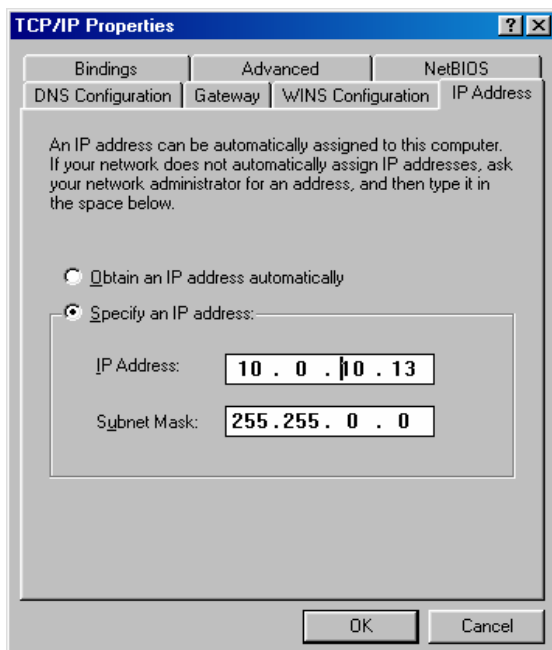 TCP/IP Properties
Bindings
Advanced
NetBIOS
DNS Configuration
Gateway
WINS Configuration
IP Address
An IP address can be automatically assigned to this computer.
If your network does not automatically assign IP addresses, ask
your network administrator for an address, and then type it in
the space below.
Obtain an IP address automatically
Specify an IP address:
IP Address:
10 . 0 . 10 . 13
Subnet Mask:
255.255. 0 . 0
OK
Cancel